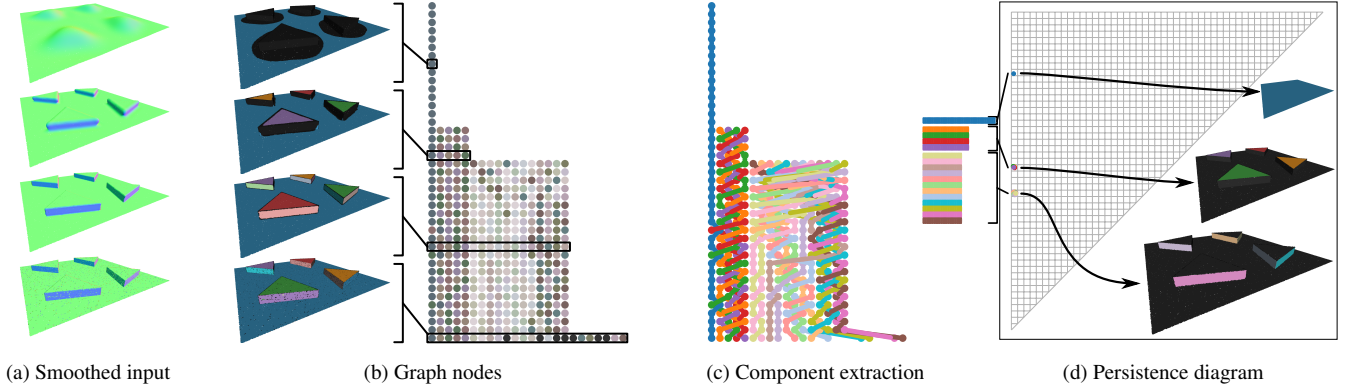 (a) Smoothed input
(b) Graph nodes
(c) Component extraction
(d) Persistence diagram